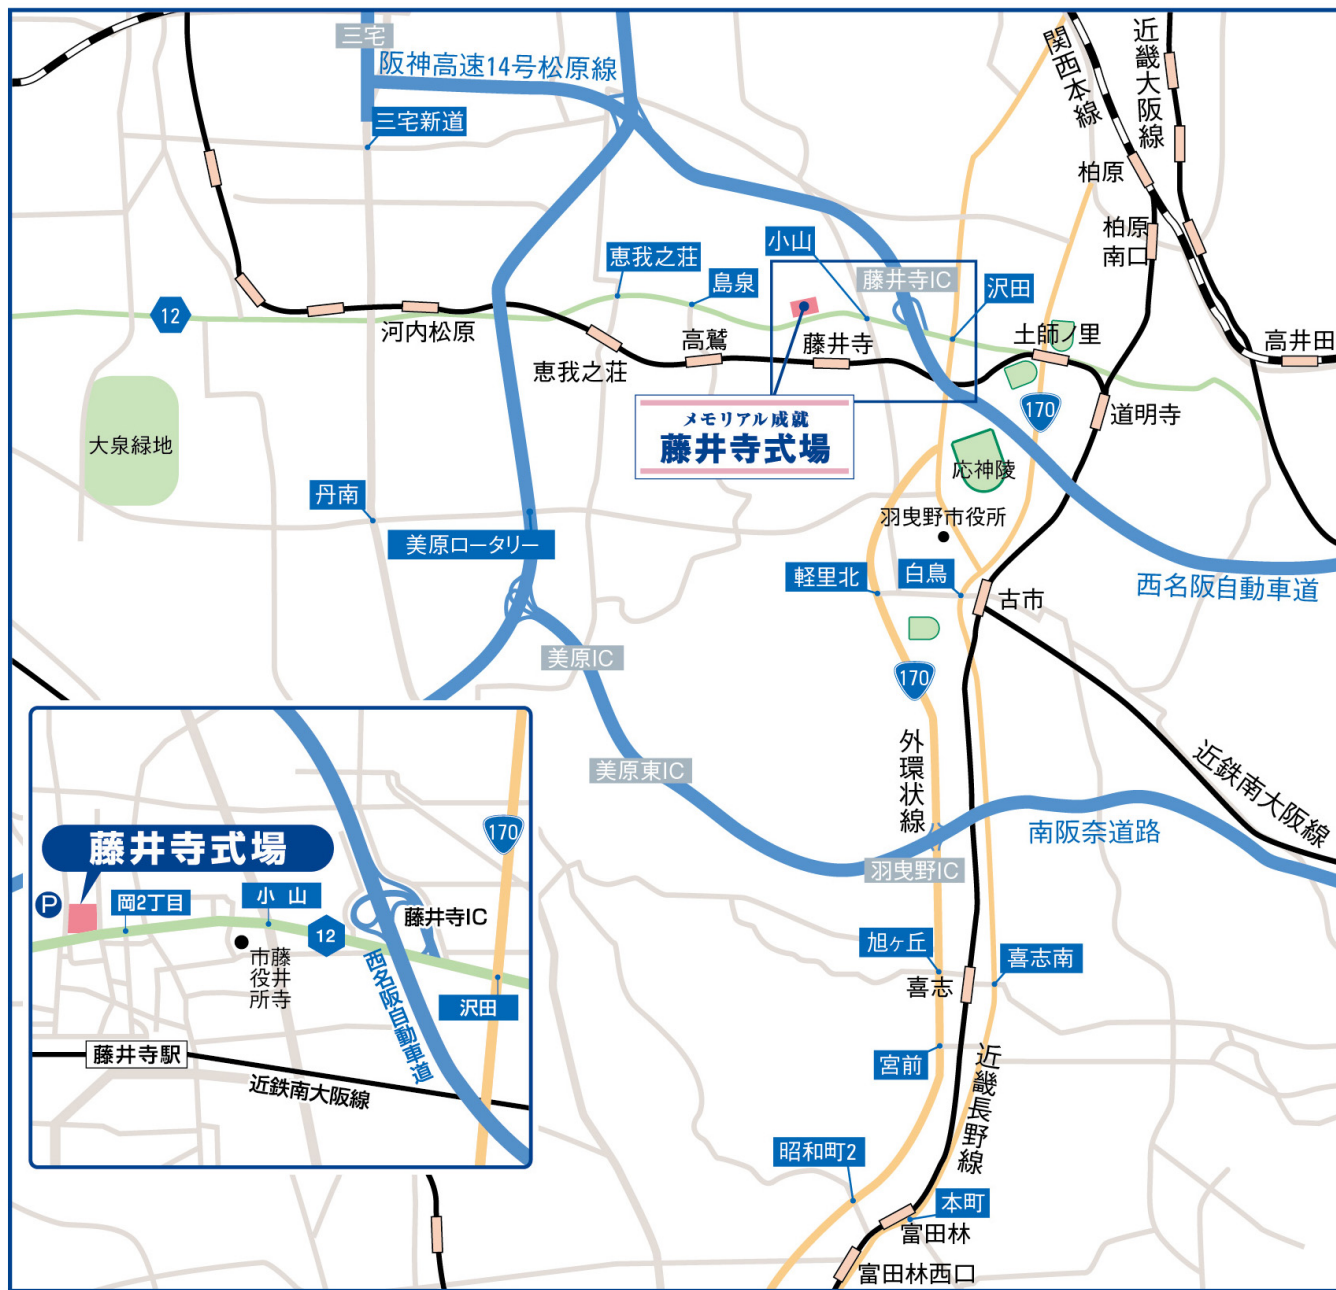 三宅
阪神高速14号松原線
三宅新道
関西本線
近畿大阪線
柏原
柏原
南口
小山
恵我之荘
島泉
藤井寺IC
沢田
12
河内松原
恵我之荘
高鷲
藤井寺
土師ノ里
高井田
170
道明寺
メモリアル成就
藤井寺式場
大泉緑地
応神陵
丹南
美原ロータリー
羽曳野市役所
軽里北
白鳥
古市
西名阪自動車道
美原IC
170
外環状線
美原東IC
近鉄南大阪線
南阪奈道路
羽曳野IC
旭ヶ丘
喜志
喜志南
宮前
近畿長野線
昭和町2
本町
富田林
富田林西口
170
藤井寺式場
P
岡2丁目
小山
12
藤井寺IC
藤井寺
市役所
西名阪自動車道
沢田
藤井寺駅
近鉄南大阪線